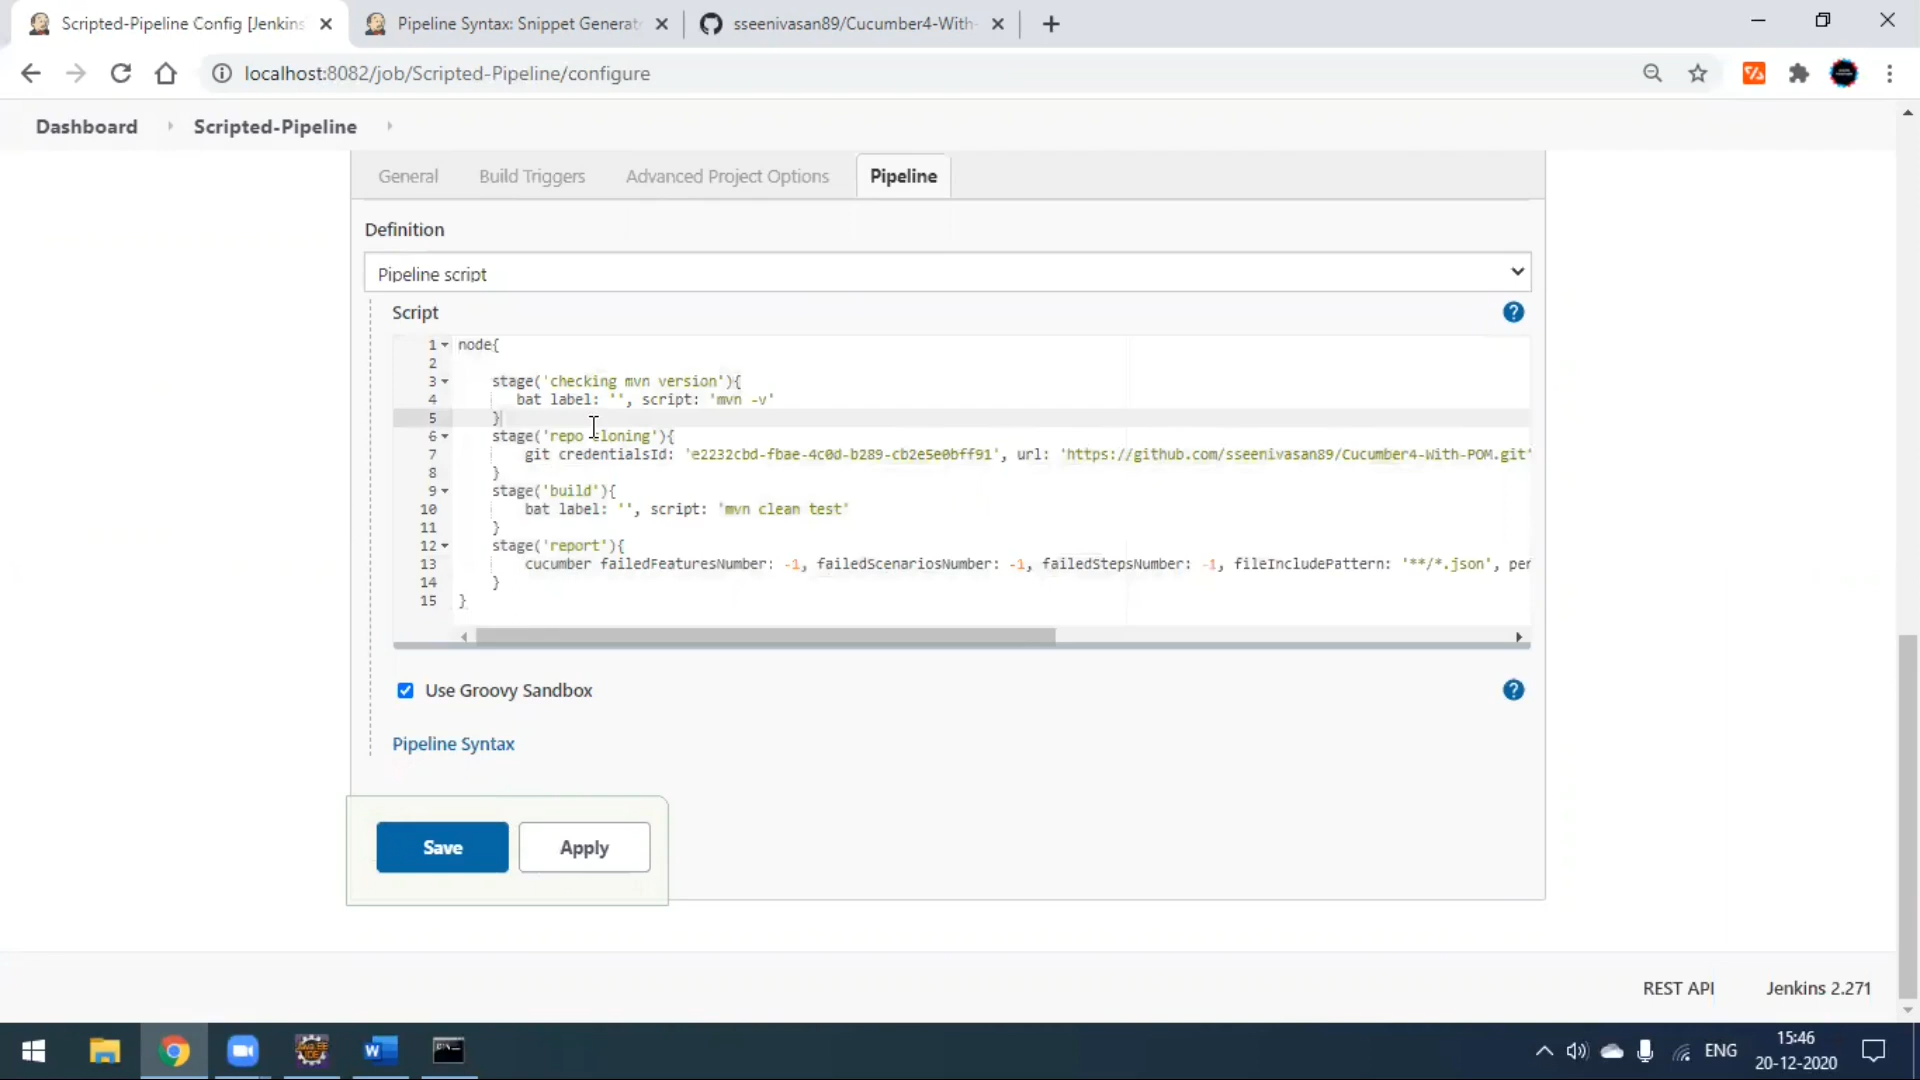 Scripted-Pipeline Config [Jenkins
Pipeline Syntax: Snippet Generat
sseenivasan89/Cucumber4-With-
localhost:8082/job/Scripted-Pipeline/configure
Dashboard
Scripted-Pipeline
General
Build Triggers
Advanced Project Options
Pipeline
Definition
Pipeline script
Script
1 node{
2
3 stage('checking mvn version'){
4 bat label: '', script: 'mvn -v'
5 }
6 stage('repo cloning'){
7 git credentialsId: 'e2232cbd-fbae-4c0d-b289-cb2e5e0bff91', url: 'https://github.com/sseenivasan89/Cucumber4-With-POM.git'
8 }
9 stage('build'){
10 bat label: '', script: 'mvn clean test'
11 }
12 stage('report'){
13 cucumber failedFeaturesNumber: -1, failedScenariosNumber: -1, failedStepsNumber: -1, fileIncludePattern: '**/*.json', per
14 }
15 }
Use Groovy Sandbox
Pipeline Syntax
Save
Apply
REST API
Jenkins 2.271
ENG
15:46
20-12-2020